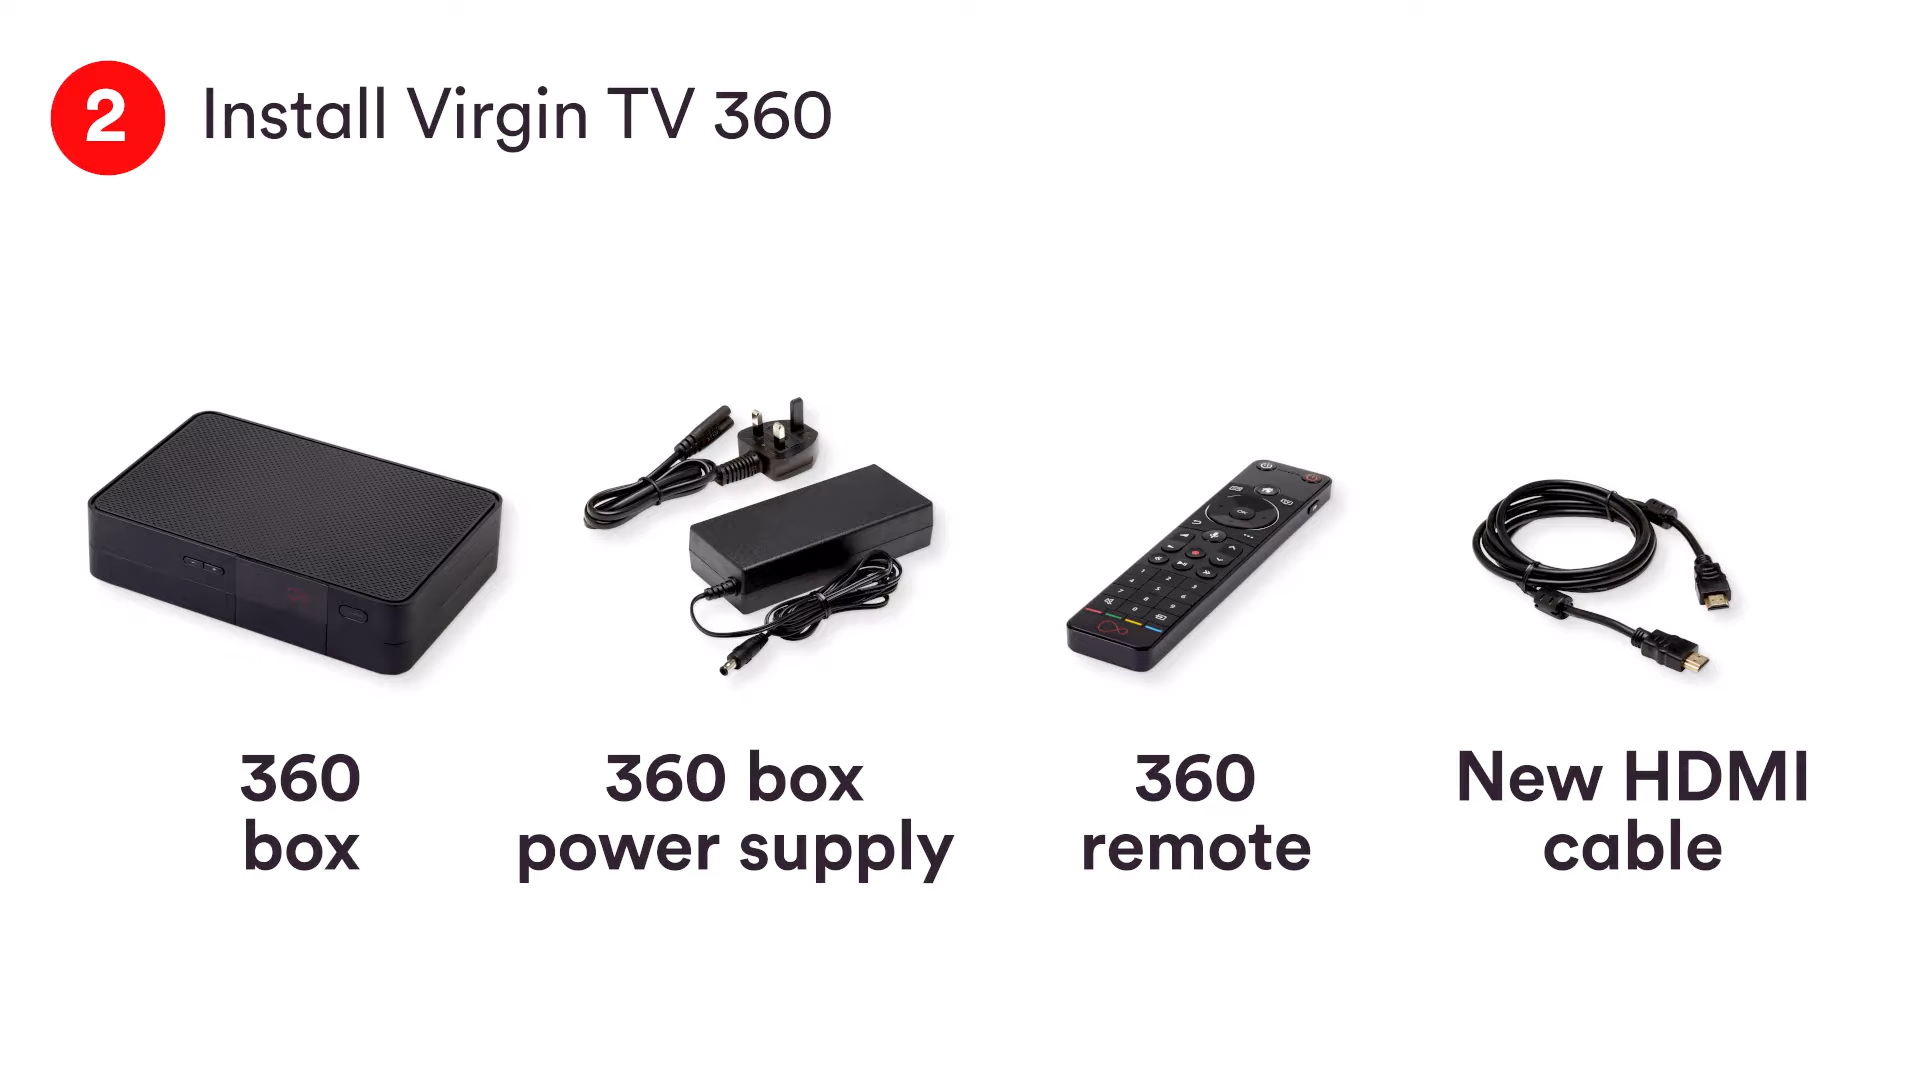 2 Install Virgin TV 360
360
box
360 box
power supply
360
remote
New HDMI
cable